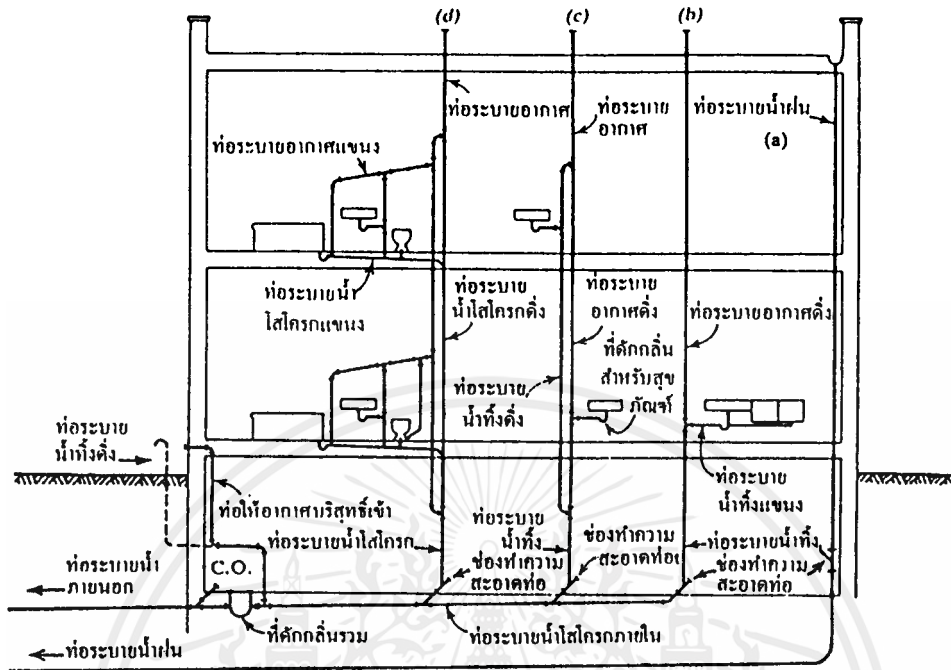 (d)
(c)
(b)
ท่อระบายอากาศ
ท่อระบาย
อากาศ
ท่อระบายน้ำฝน
(a)
ท่อระบายอากาศแขนง
ท่อระบายน้ำ
โสโครกแขนง
ท่อระบาย
น้ำโสโครกดิ่ง
ท่อระบาย
อากาศดิ่ง
ท่อระบายอากาศดิ่ง
ที่ดักกลิ่น
สำหรับสุข
ภัณฑ์
ท่อระบาย
น้ำทิ้งดิ่ง
ท่อระบาย
น้ำทิ้งดิ่ง
ท่อระบาย
น้ำทิ้งแขนง
ท่อให้อากาศบริสุทธิ์เข้า
ท่อระบายน้ำโสโครก
ช่องทำความ
สะอาดท่อ
ท่อระบาย
น้ำทิ้ง
ช่องทำความ
สะอาดท่อ
ท่อระบายน้ำทิ้ง
ช่องทำความ
สะอาดท่อ
C.O.
ท่อระบายน้ำ
ภายนอก
ที่ดักกลิ่นรวม
ท่อระบายน้ำโสโครกภายใน
ท่อระบายน้ำฝน